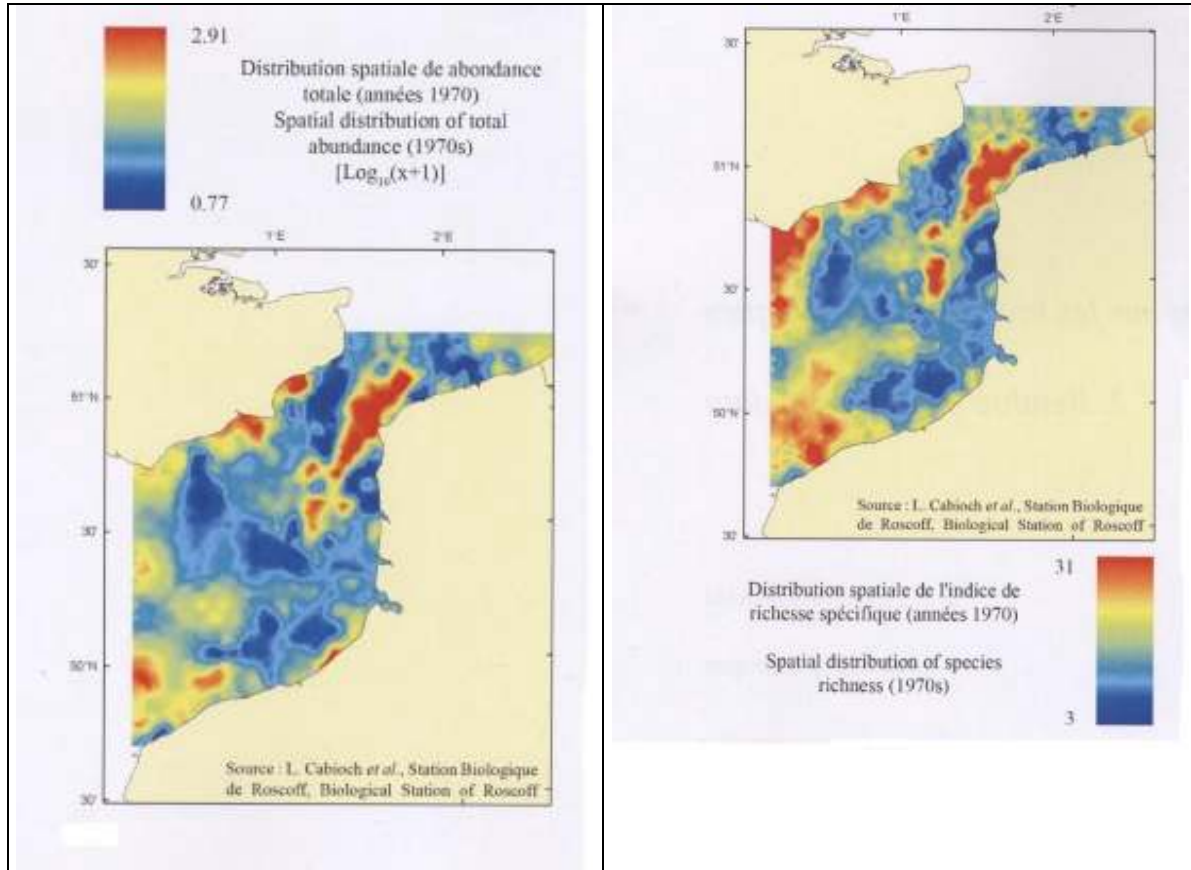 2.91
Distribution spatiale de abondance
totale (années 1970)
Spatial distribution of total
abundance (1970s)
[Log₁₀(x+1)]
0.77
1°E
2°E
30'
51°N
30'
50°N
30'
Source : L. Cabioch et al., Station Biologique
de Roscoff, Biological Station of Roscoff
1°E
2°E
30'
51°N
30'
50°N
30'
Source : L. Cabioch et al., Station Biologique
de Roscoff, Biological Station of Roscoff
31
Distribution spatiale de l'indice de
richesse spécifique (années 1970)
Spatial distribution of species
richness (1970s)
3